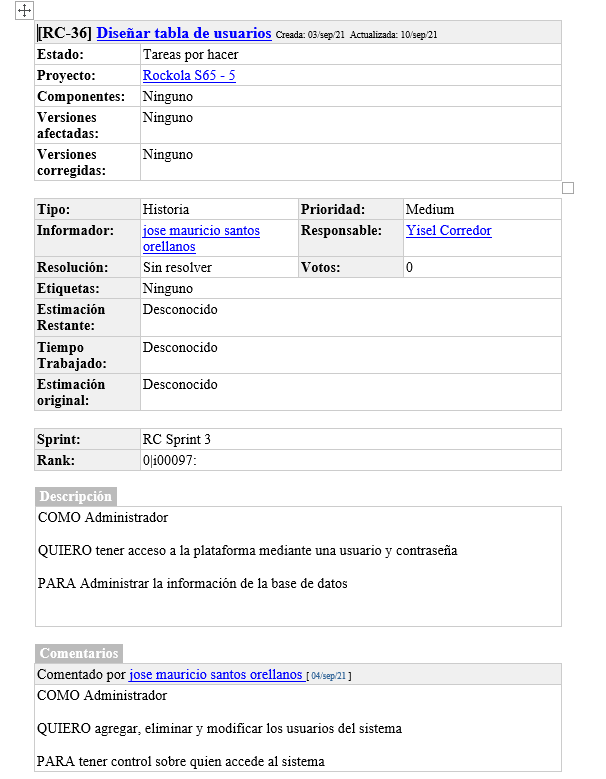 [RC-36] Diseñar tabla de usuarios Creada: 03/sep/21 Actualizada: 10/sep/21
Estado: Tareas por hacer
Proyecto: Rockola S65 - 5
Componentes: Ninguno
Versiones afectadas: Ninguno
Versiones corregidas: Ninguno
Tipo: Historia Prioridad: Medium
Informador: jose mauricio santos orellanos Responsable: Yisel Corredor
Resolución: Sin resolver Votos: 0
Etiquetas: Ninguno
Estimación Restante: Desconocido
Tiempo Trabajado: Desconocido
Estimación original: Desconocido
Sprint: RC Sprint 3
Rank: 0|i00097:
Descripción
COMO Administrador
QUIERO tener acceso a la plataforma mediante una usuario y contraseña
PARA Administrar la información de la base de datos
Comentarios
Comentado por jose mauricio santos orellanos [ 04/sep/21 ]
COMO Administrador
QUIERO agregar, eliminar y modificar los usuarios del sistema
PARA tener control sobre quien accede al sistema